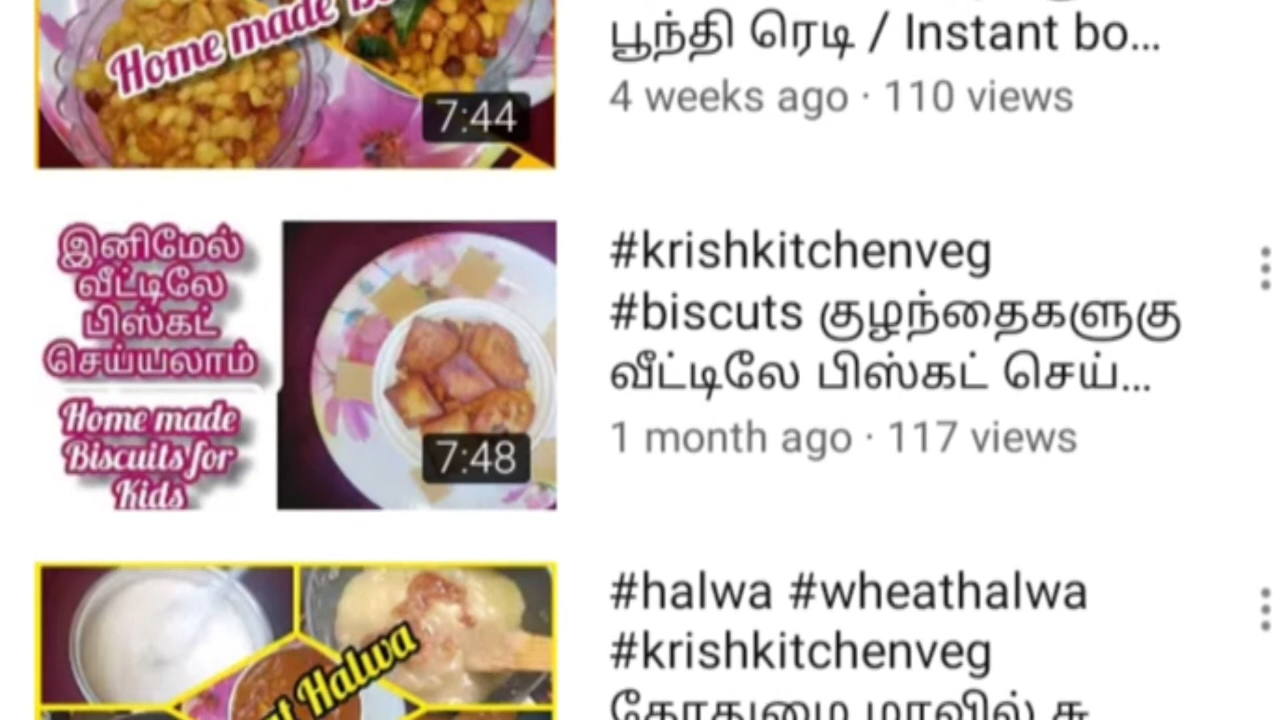 Home made
7:44
பூந்தி ரெடி / Instant bo...
4 weeks ago · 110 views
இனிமேல்
வீட்டிலே
பிஸ்கட்
செய்யலாம்
Home made
Biscuits for
Kids
7:48
#krishkitchenveg
#biscuts குழந்தைகளுகு
வீட்டிலே பிஸ்கட் செய்...
1 month ago · 117 views
Halwa
#halwa #wheathalwa
#krishkitchenveg
கோதுமை மாவில் சு